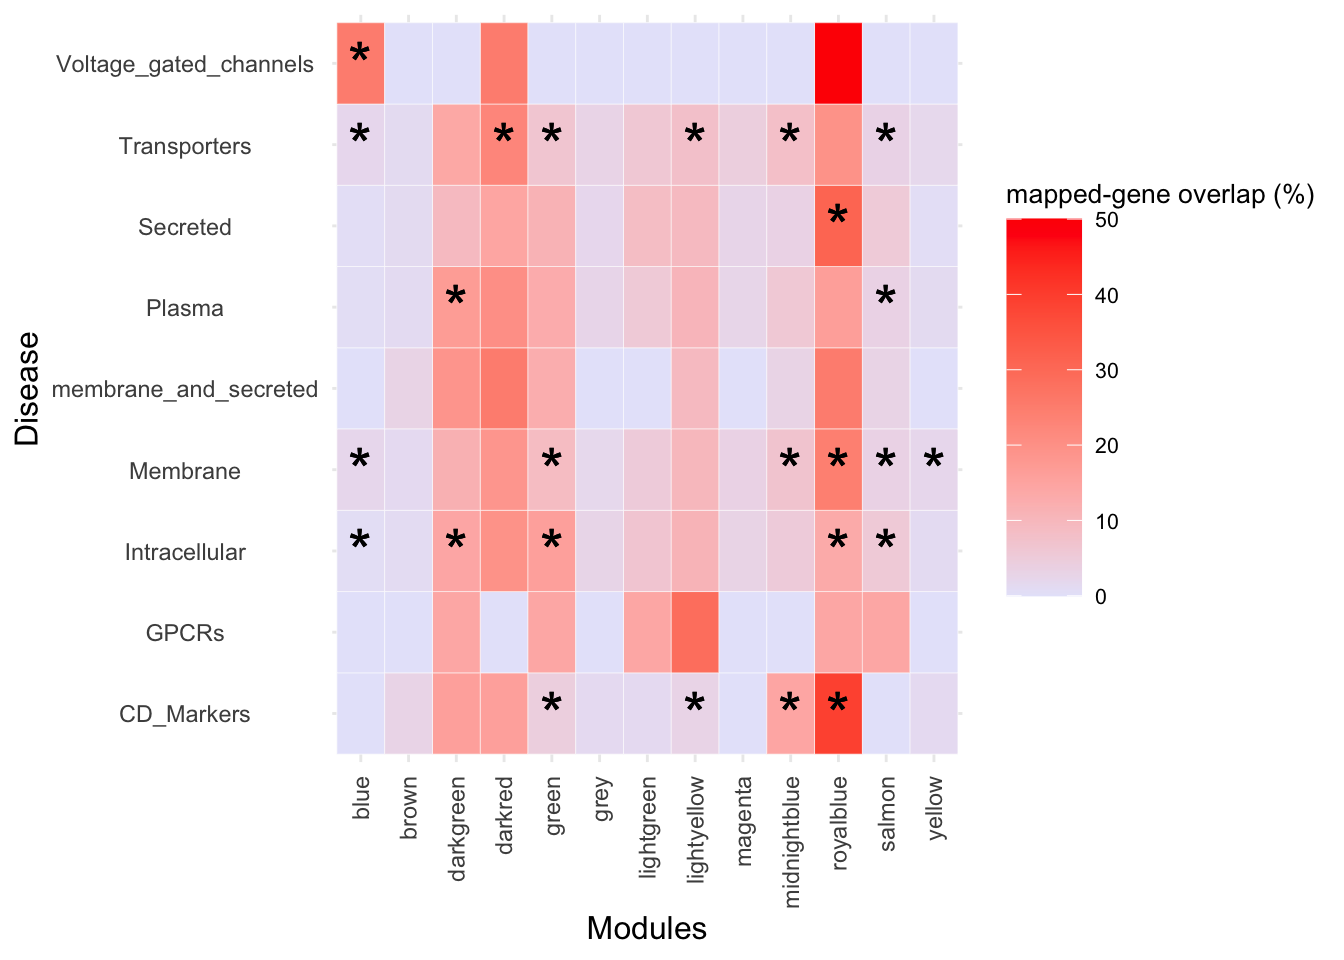 Voltage_gated_channels
Transporters
Secreted
Plasma
membrane_and_secreted
Membrane
Intracellular
GPCRs
CD_Markers
Disease
* 
* * * * * *
*
* *
* * * * * *
* * * * *
* * * *
blue
brown
darkgreen
darkred
green
grey
lightgreen
lightyellow
magenta
midnightblue
royalblue
salmon
yellow
Modules
mapped-gene overlap (%)
50
40
30
20
10
0